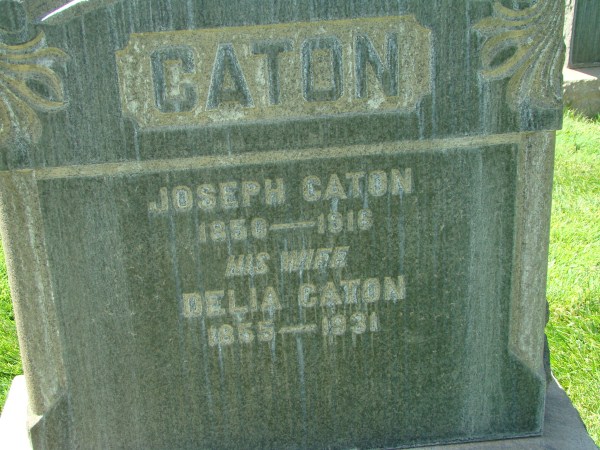 CATON
JOSEPH CATON
1850—1916
HIS WIFE
DELIA CATON
1855—1931